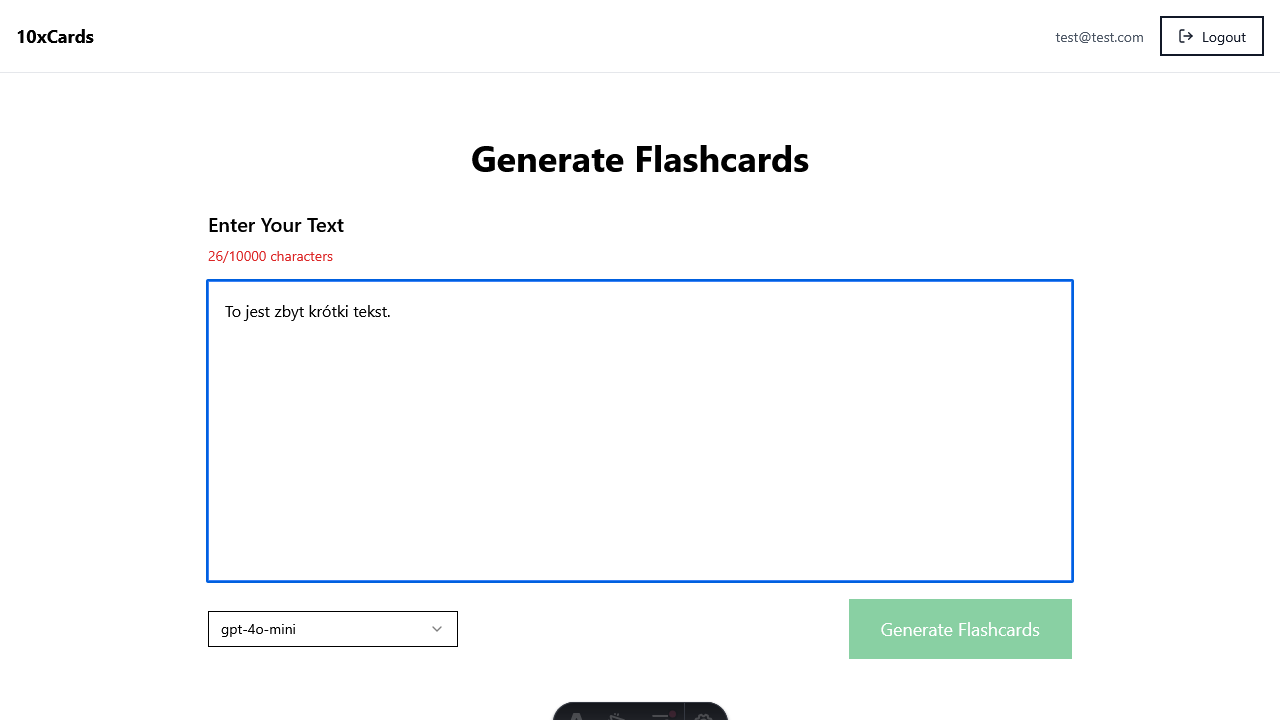 10xCards
test@test.com
Logout
Generate Flashcards
Enter Your Text
26/10000 characters
To jest zbyt krótki tekst.
gpt-4o-mini
Generate Flashcards